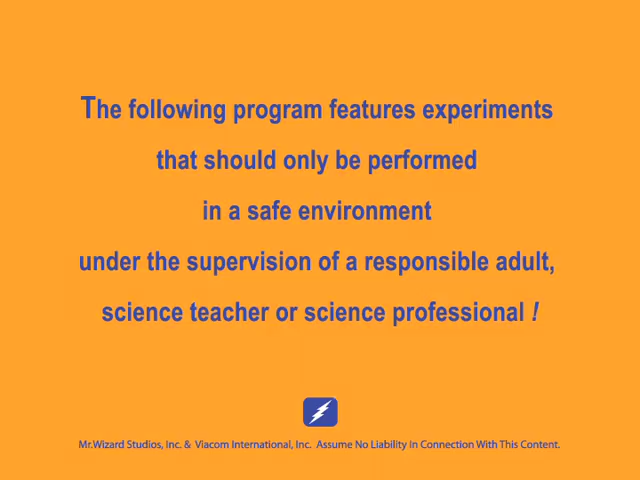 The following program features experiments
that should only be performed
in a safe environment
under the supervision of a responsible adult,
science teacher or science professional !
Mr.Wizard Studios, Inc. & Viacom International, Inc. Assume No Liability In Connection With This Content.